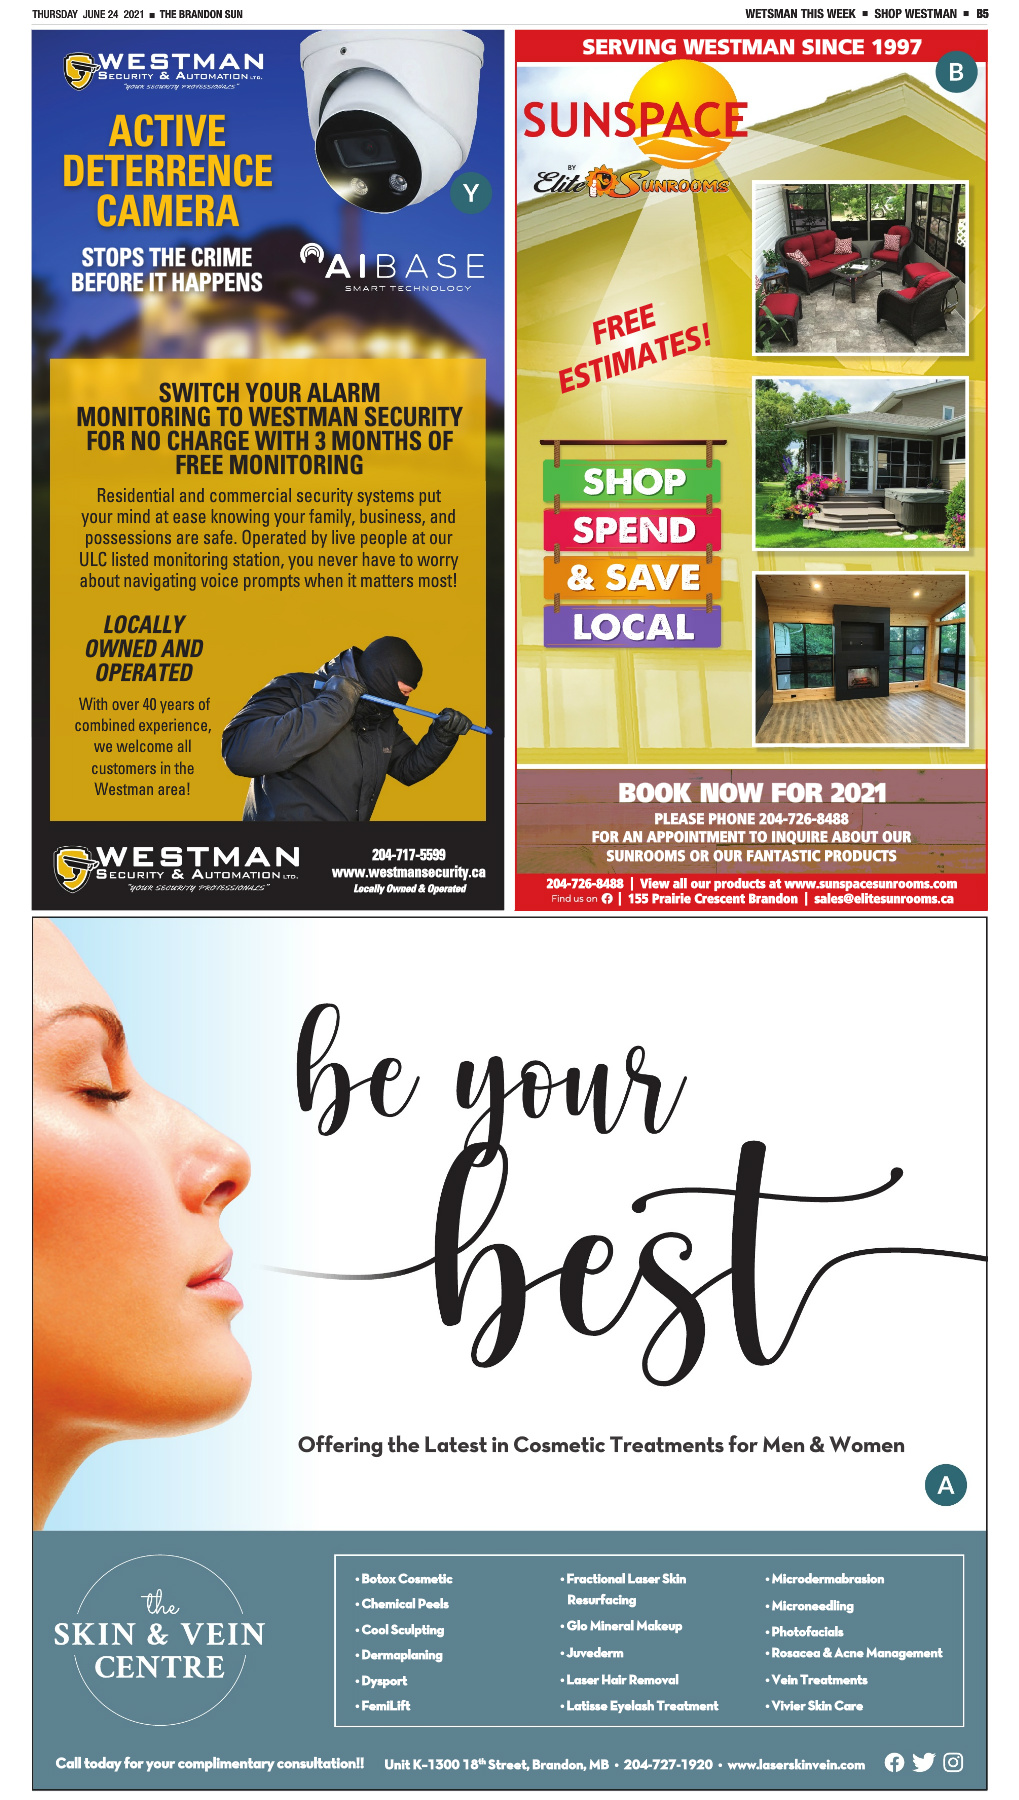 THURSDAY JUNE 24 2021 ■ THE BRANDON SUN
WETSMAN THIS WEEK ■ SHOP WESTMAN ■ B5
WESTMAN
SECURITY & AUTOMATION LTD.
"YOUR SECURITY PROFESSIONALS"
ACTIVE
DETERRENCE
CAMERA
STOPS THE CRIME
BEFORE IT HAPPENS
Y
AIBASE
SMART TECHNOLOGY
SWITCH YOUR ALARM
MONITORING TO WESTMAN SECURITY
FOR NO CHARGE WITH 3 MONTHS OF
FREE MONITORING
Residential and commercial security systems put
your mind at ease knowing your family, business, and
possessions are safe. Operated by live people at our
ULC listed monitoring station, you never have to worry
about navigating voice prompts when it matters most!
LOCALLY
OWNED AND
OPERATED
With over 40 years of
combined experience,
we welcome all
customers in the
Westman area!
WESTMAN
SECURITY & AUTOMATION LTD.
"YOUR SECURITY PROFESSIONALS"
204-717-5599
www.westmansecurity.ca
Locally Owned & Operated
SERVING WESTMAN SINCE 1997
B
SUNSPACE
BY
Elite SUNROOMS
FREE
ESTIMATES!
SHOP
SPEND
& SAVE
LOCAL
BOOK NOW FOR 2021
PLEASE PHONE 204-726-8488
FOR AN APPOINTMENT TO INQUIRE ABOUT OUR
SUNROOMS OR OUR FANTASTIC PRODUCTS
204-726-8488 | View all our products at www.sunspacesunrooms.com
Find us on | 155 Prairie Crescent Brandon | sales@elitesunrooms.ca
be your
best
Offering the Latest in Cosmetic Treatments for Men & Women
A
the
SKIN & VEIN
CENTRE
• Botox Cosmetic
• Chemical Peels
• Cool Sculpting
• Dermaplaning
• Dysport
• FemiLift
• Fractional Laser Skin
Resurfacing
• Glo Mineral Makeup
• Juvederm
• Laser Hair Removal
• Latisse Eyelash Treatment
• Microdermabrasion
• Microneedling
• Photofacials
• Rosacea & Acne Management
• Vein Treatments
• Vivier Skin Care
Call today for your complimentary consultation!! Unit K-1300 18th Street, Brandon, MB • 204-727-1920 • www.laserskinvein.com